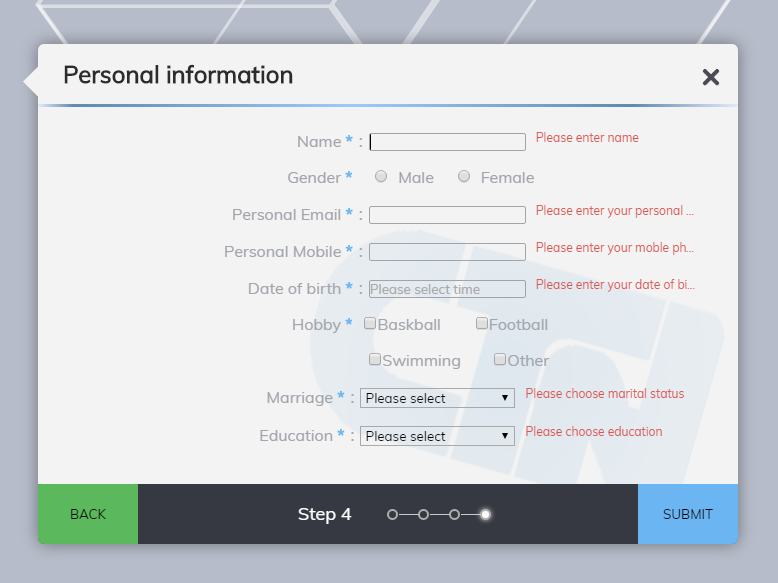 Personal information
Name * : Please enter name
Gender * Male Female
Personal Email * : Please enter your personal ...
Personal Mobile * : Please enter your moble ph...
Date of birth * : Please select time Please enter your date of bi...
Hobby * Baskball Football
Swimming Other
Marriage * : Please select Please choose marital status
Education * : Please select Please choose education
BACK Step 4 SUBMIT